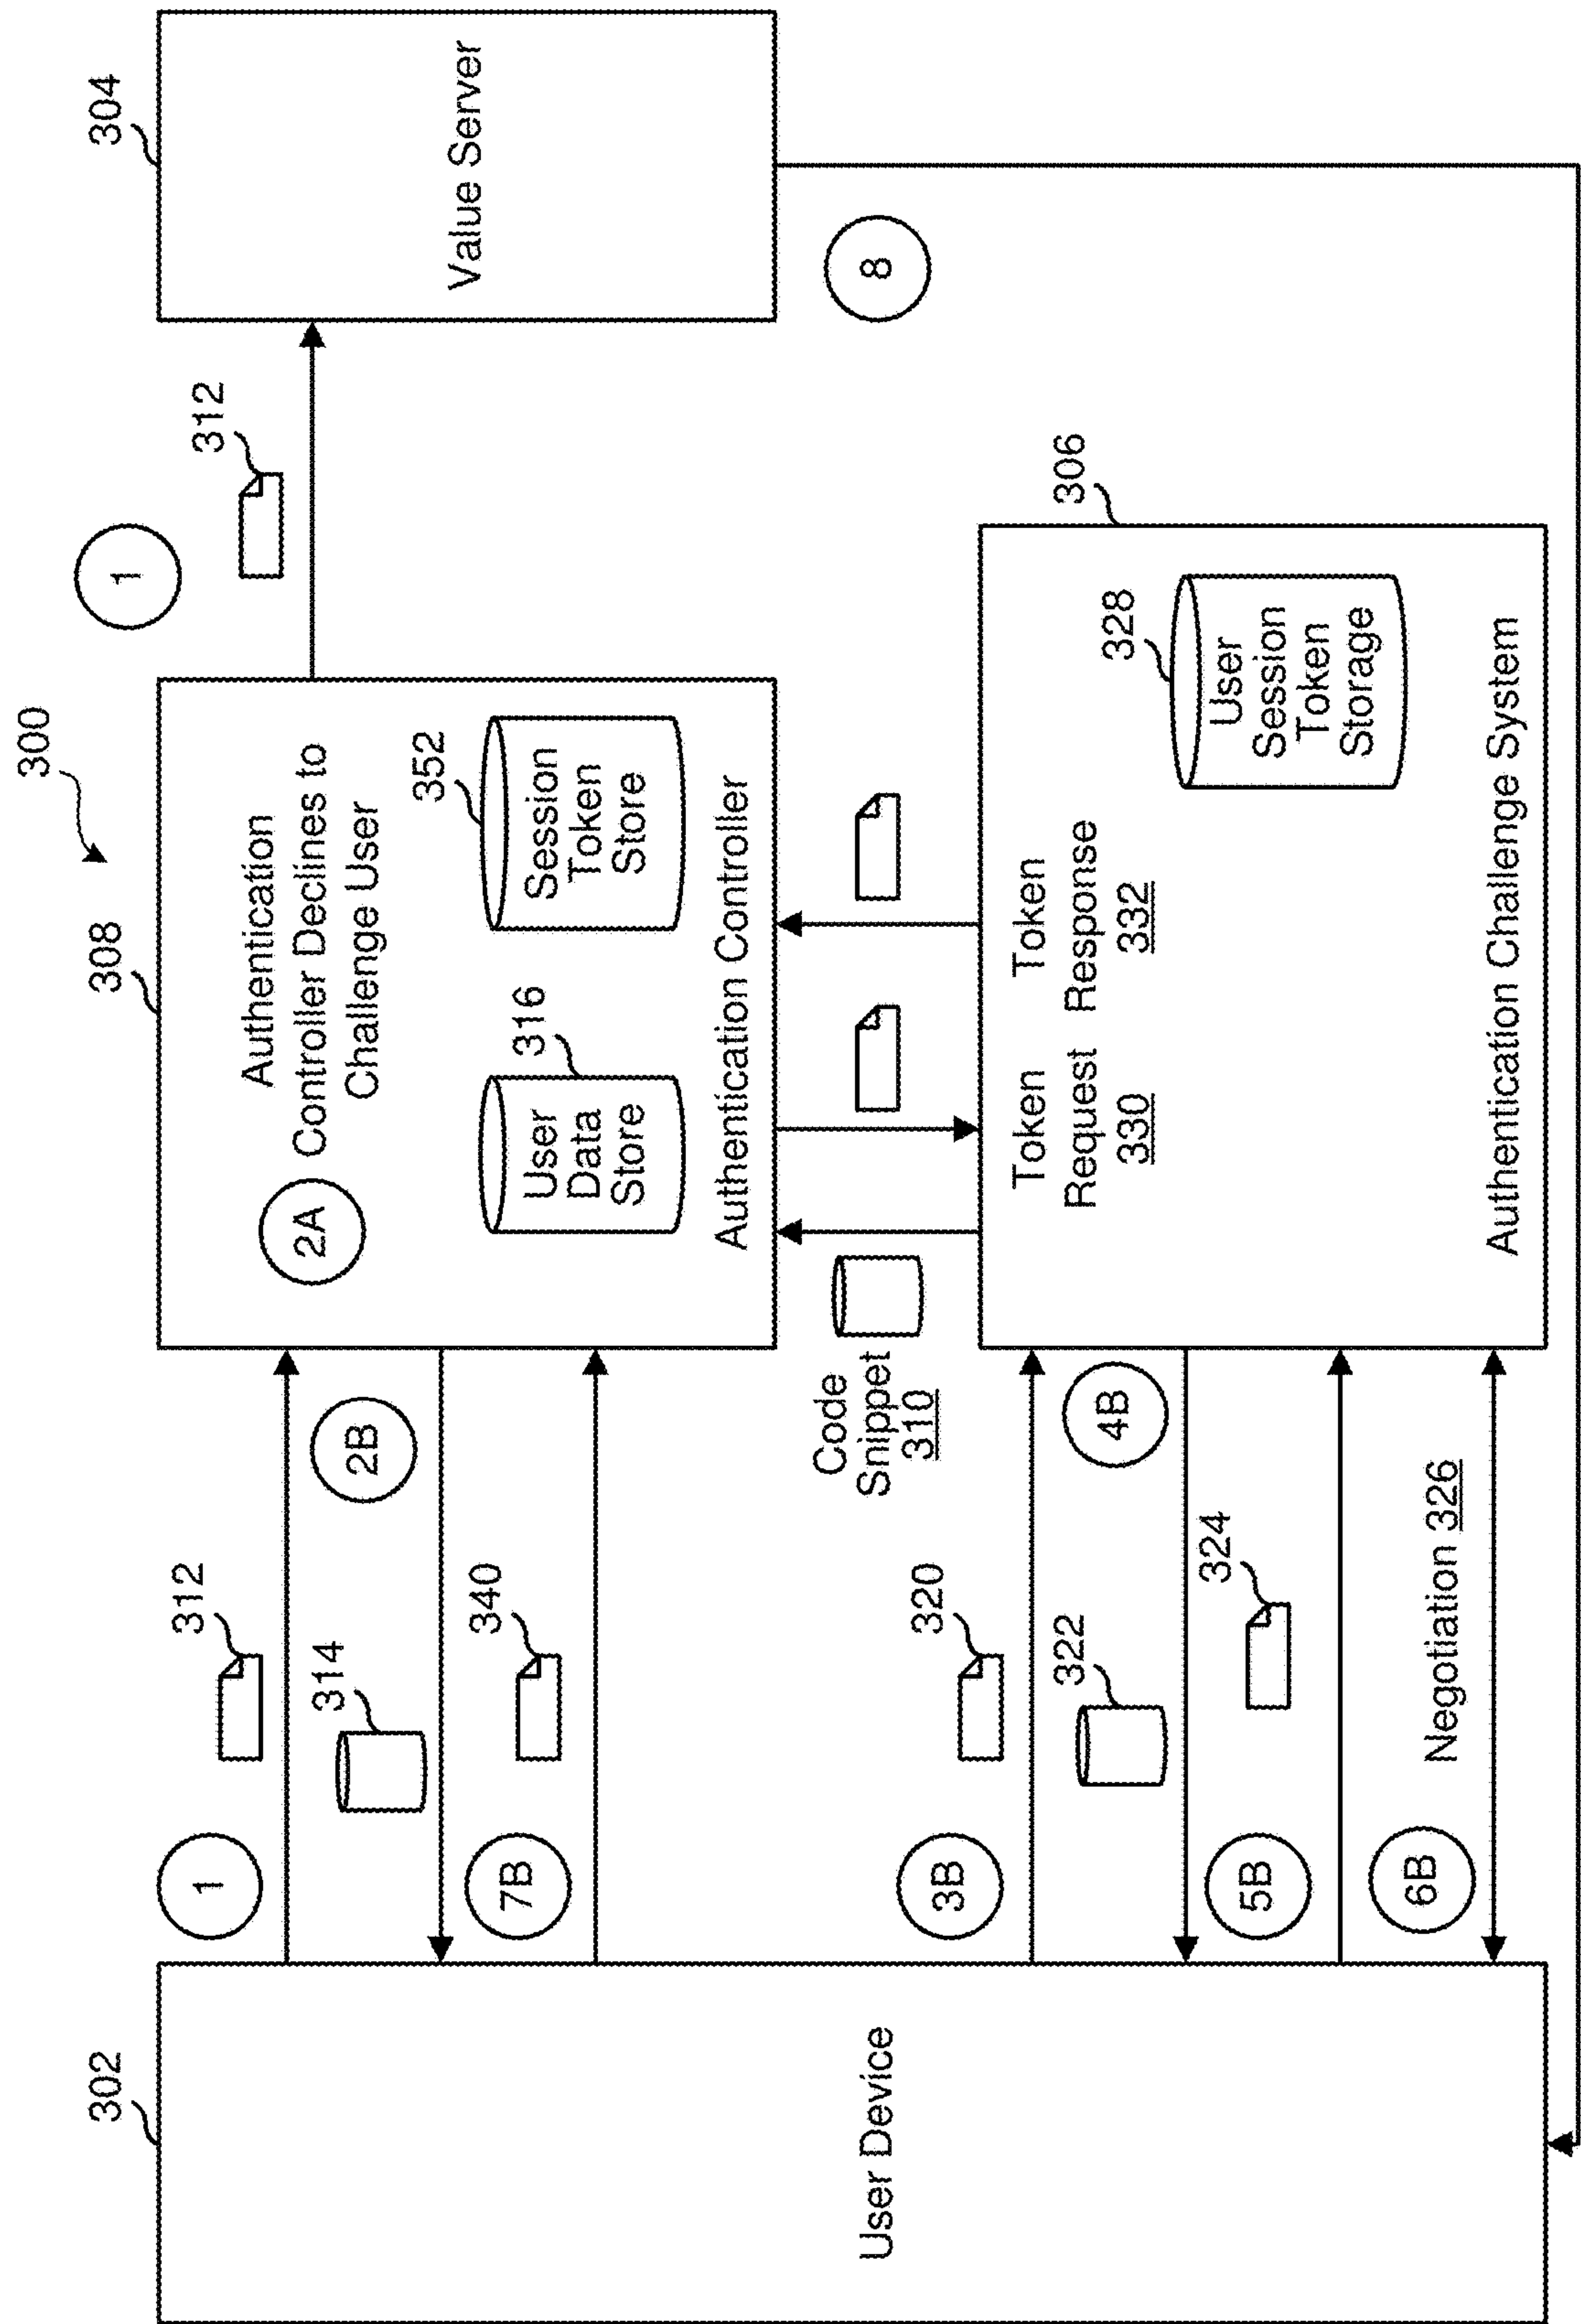 300
302
308
304
1
312
1
312
2A
Authentication
Controller Declines to
Challenge User
2B
314
User
Data
Store
316
Session
Token
Store
352
Value Server
7B
340
Authentication Controller
8
Code
Snippet
310
User Device
3B
320
Token
Request
330
Token
Response
332
306
4B
322
328
User
Session
Token
Storage
5B
324
6B
Negotiation 326
Authentication Challenge System